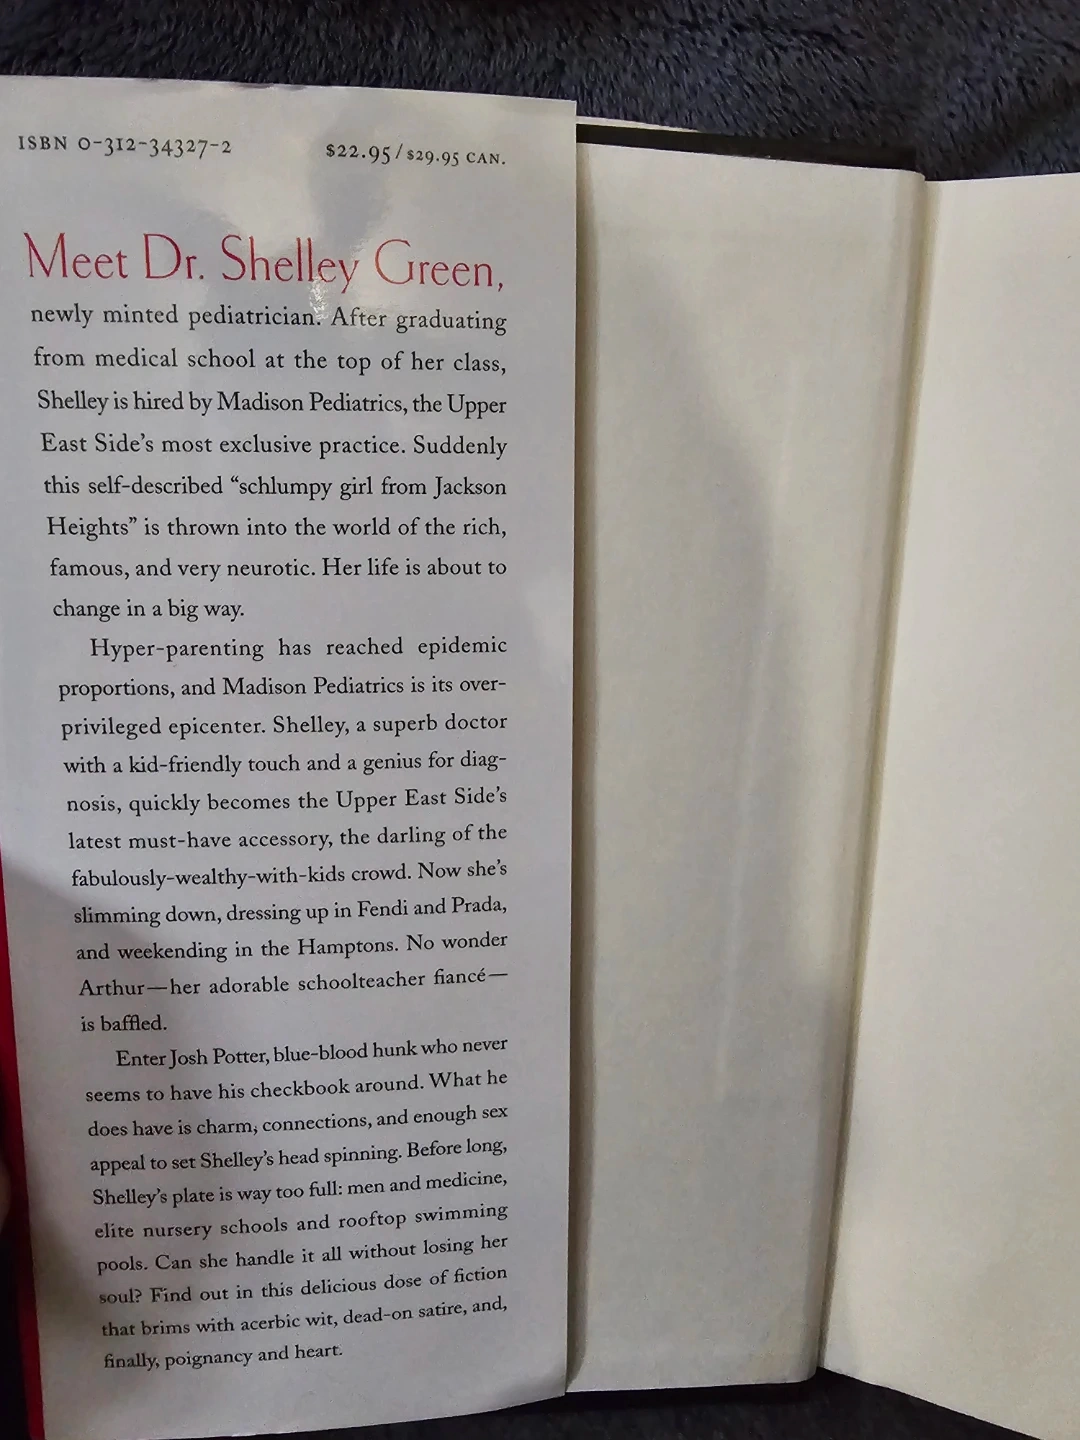 ISBN 0-312-34327-2
$22.95/$29.95 CAN.
Meet Dr. Shelley Green,
newly minted pediatrician. After graduating
from medical school at the top of her class,
Shelley is hired by Madison Pediatrics, the Upper
East Side's most exclusive practice. Suddenly
this self-described “schlumpy girl from Jackson
Heights” is thrown into the world of the rich,
famous, and very neurotic. Her life is about to
change in a big way.
Hyper-parenting has reached epidemic
proportions, and Madison Pediatrics is its over-
privileged epicenter. Shelley, a superb doctor
with a kid-friendly touch and a genius for diag-
nosis, quickly becomes the Upper East Side's
latest must-have accessory, the darling of the
fabulously-wealthy-with-kids crowd. Now she's
slimming down, dressing up in Fendi and Prada,
and weekending in the Hamptons. No wonder
Arthur—her adorable schoolteacher fiancé—
is baffled.
Enter Josh Potter, blue-blood hunk who never
seems to have his checkbook around. What he
does have is charm, connections, and enough sex
appeal to set Shelley's head spinning. Before long,
Shelley's plate is way too full: men and medicine,
elite nursery schools and rooftop swimming
pools. Can she handle it all without losing her
soul? Find out in this delicious dose of fiction
that brims with acerbic wit, dead-on satire, and,
finally, poignancy and heart.